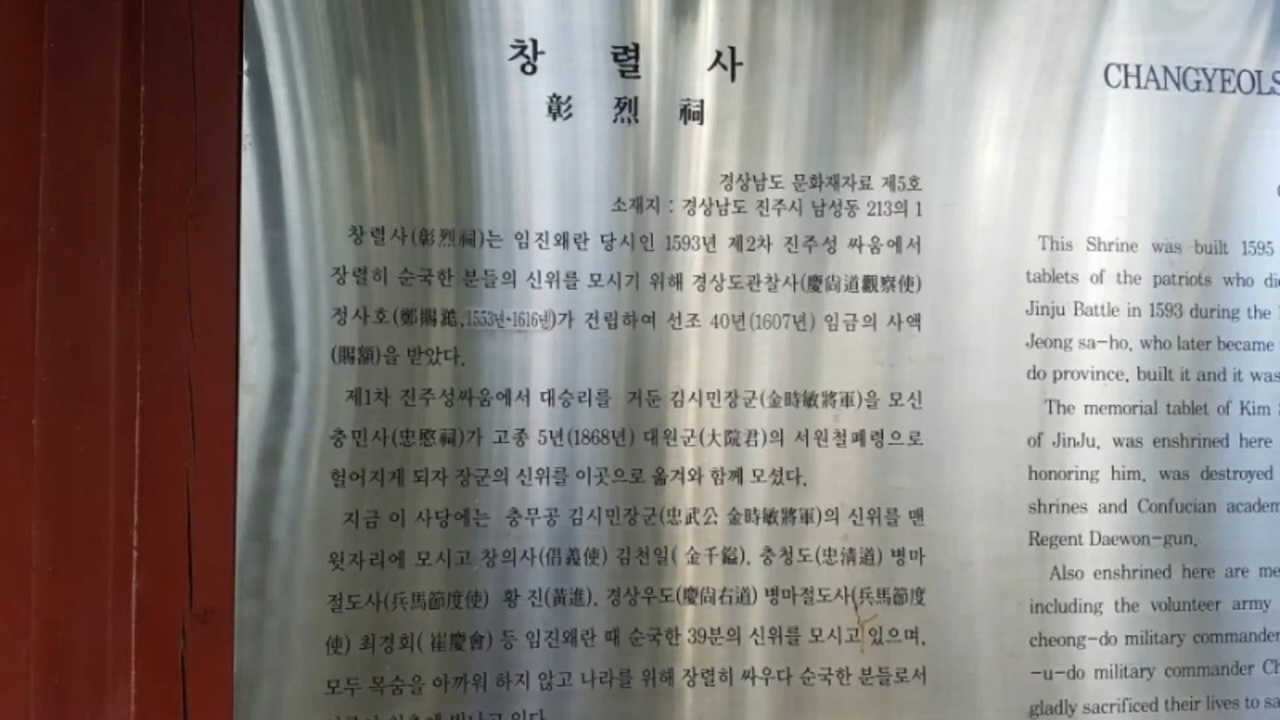 창 렬 사
彰 烈 祠
경상남도 문화재자료 제5호
소재지 : 경상남도 진주시 남성동 213의 1
창렬사(彰烈祠)는 임진왜란 당시인 1593년 제2차 진주성 싸움에서
장렬히 순국한 분들의 신위를 모시기 위해 경상도관찰사(慶尙道觀察使)
정사호(鄭賜湖,1553년~1616년)가 건립하여 선조 40년(1607년) 임금의 사액
(賜額)을 받았다.
제1차 진주성싸움에서 대승리를 거둔 김시민장군(金時敏將軍)을 모신
충민사(忠愍祠)가 고종 5년(1868년) 대원군(大院君)의 서원철폐령으로
헐어지게 되자 장군의 신위를 이곳으로 옮겨와 함께 모셨다.
지금 이 사당에는 충무공 김시민장군(忠武公 金時敏將軍)의 신위를 맨
윗자리에 모시고 창의사(倡義使) 김천일( 金千鎰), 충청도(忠淸道) 병마
절도사(兵馬節度使) 황 진(黃進), 경상우도(慶尙右道) 병마절도사(兵馬節度
使) 최경회( 崔慶會) 등 임진왜란 때 순국한 39분의 신위를 모시고 있으며,
모두 목숨을 아까워 하지 않고 나라를 위해 장렬히 싸우다 순국한 분들로서
CHANGYEOLS
This Shrine was built 1595
tablets of the patriots who
Jinju Battle in 1593 during the
Jeong sa-ho, who later became
do province, built it and it was
The memorial tablet of Kim
of JinJu, was enshrined here
honoring him, was destroyed
shrines and Confucian
Regent Daewon-gun.
Also enshrined here are
including the volunteer army
cheong-do military
-u-do military commander
gladly sacrificed their lives to